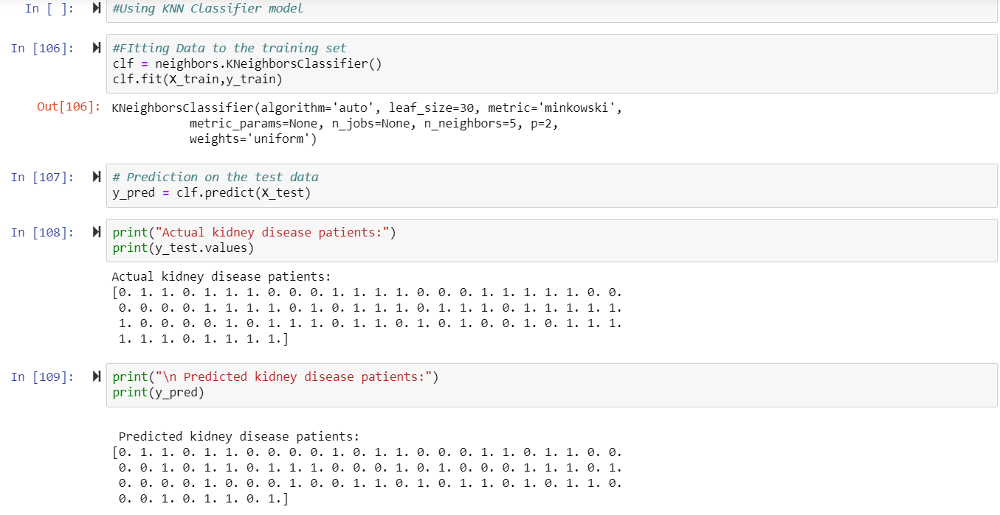 In [ ]: #Using KNN Classifier model
In [106]: #FItting Data to the training set
clf = neighbors.KNeighborsClassifier()
clf.fit(X_train,y_train)
Out[106]: KNeighborsClassifier(algorithm='auto', leaf_size=30, metric='minkowski',
metric_params=None, n_jobs=None, n_neighbors=5, p=2,
weights='uniform')
In [107]: # Prediction on the test data
y_pred = clf.predict(X_test)
In [108]: print("Actual kidney disease patients:")
print(y_test.values)
Actual kidney disease patients:
[0. 1. 1. 0. 1. 1. 1. 0. 0. 0. 1. 1. 1. 1. 0. 0. 0. 1. 1. 1. 1. 1. 0. 0.
0. 0. 0. 0. 1. 1. 1. 1. 0. 1. 0. 1. 1. 1. 0. 1. 1. 1. 0. 1. 1. 1. 1. 1.
1. 0. 0. 0. 0. 1. 0. 1. 1. 1. 0. 1. 1. 0. 1. 0. 1. 0. 0. 1. 0. 1. 1. 1.
1. 1. 1. 0. 1. 1. 1. 1.]
In [109]: print("\n Predicted kidney disease patients:")
print(y_pred)
Predicted kidney disease patients:
[0. 1. 1. 0. 1. 1. 0. 0. 0. 0. 1. 0. 1. 1. 0. 0. 0. 1. 1. 0. 1. 1. 0. 0.
0. 0. 1. 0. 1. 1. 0. 1. 1. 1. 0. 0. 0. 1. 0. 1. 0. 0. 0. 1. 1. 1. 0. 1.
0. 0. 0. 0. 1. 0. 0. 0. 1. 0. 0. 1. 1. 0. 1. 0. 1. 1. 0. 1. 0. 1. 1. 0.
0. 0. 1. 0. 1. 1. 0. 1.]